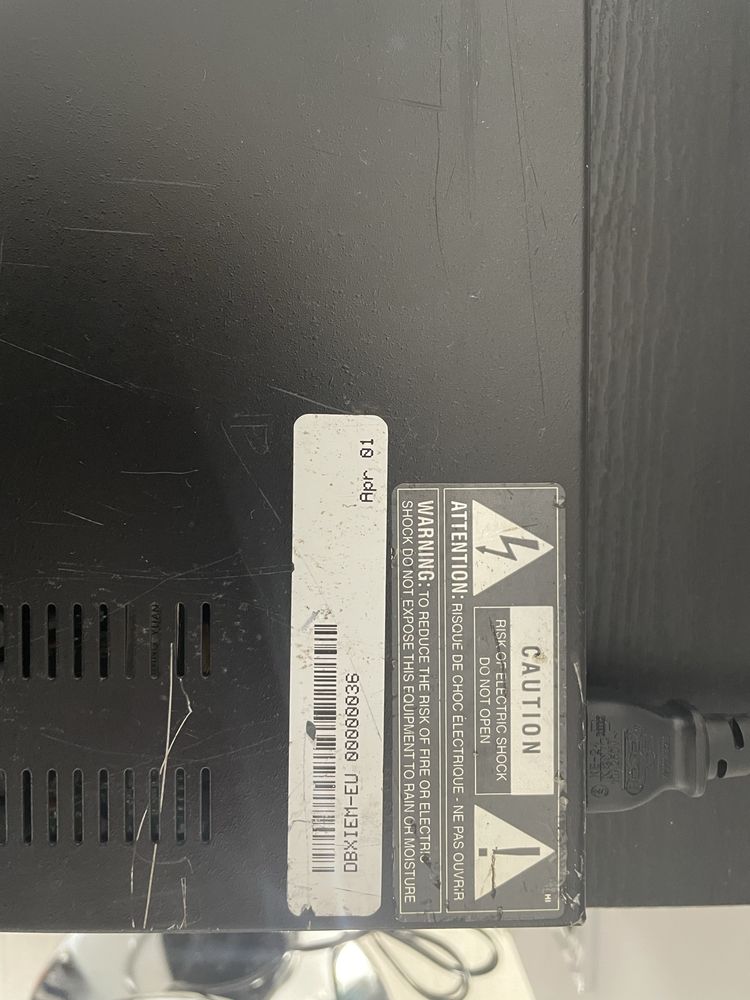 Apr 01
DBXIEM-EU 00000036
CAUTION
RISK OF ELECTRIC SHOCK
DO NOT OPEN
ATTENTION: RISQUE DE CHOC ÉLECTRIQUE - NE PAS OUVRIR
WARNING: TO REDUCE THE RISK OF FIRE OR ELECTRIC
SHOCK DO NOT EXPOSE THIS EQUIPMENT TO RAIN OR MOISTURE